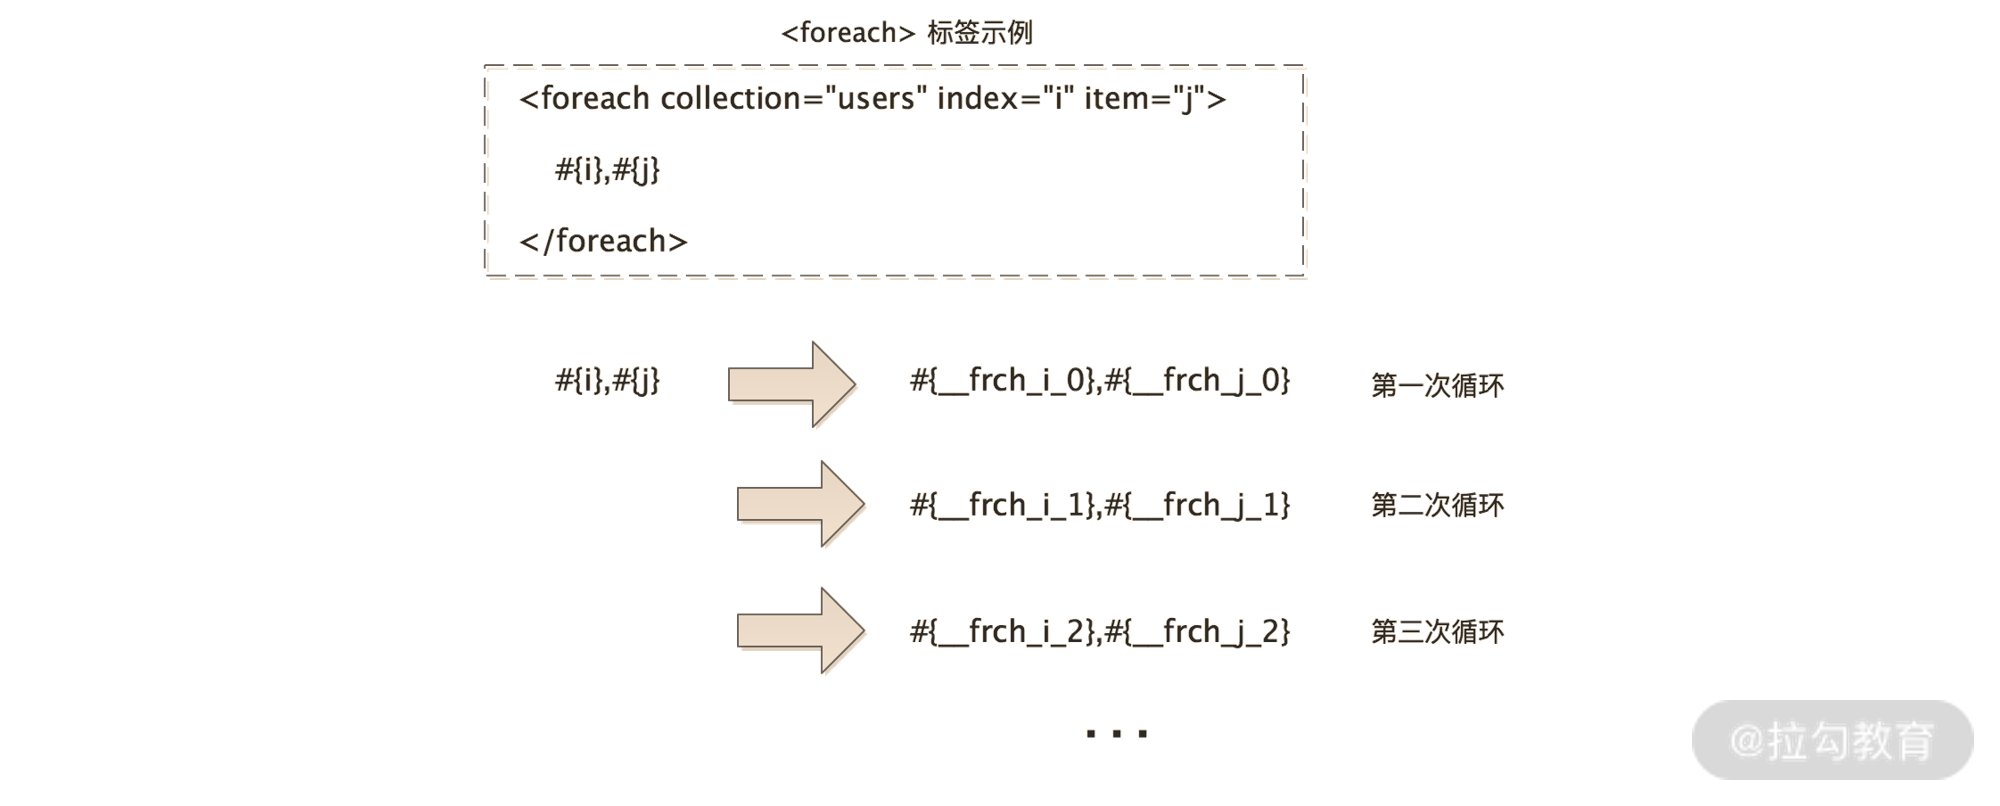 <foreach> 标签示例
<foreach collection="users" index="i" item="j">
#{i},#{j}
</foreach>
#{i},#{j} #{__frch_i_0},#{__frch_j_0} 第一次循环
#{__frch_i_1},#{__frch_j_1} 第二次循环
#{__frch_i_2},#{__frch_j_2} 第三次循环
...
@拉勾教育